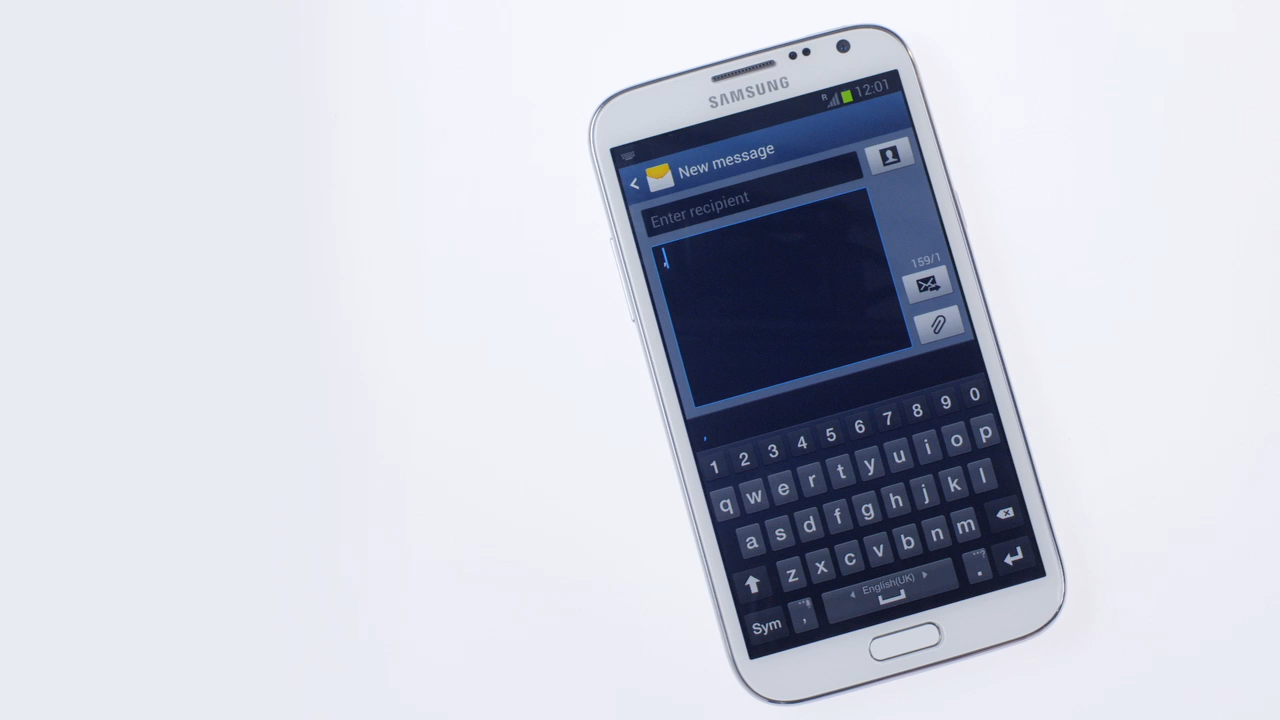 SAMSUNG
R 12:01
New message
Enter recipient
,
159/1
,
1 2 3 4 5 6 7 8 9 0
q w e r t y u i o p
a s d f g h j k l
z x c v b n m
Sym , English(UK) .